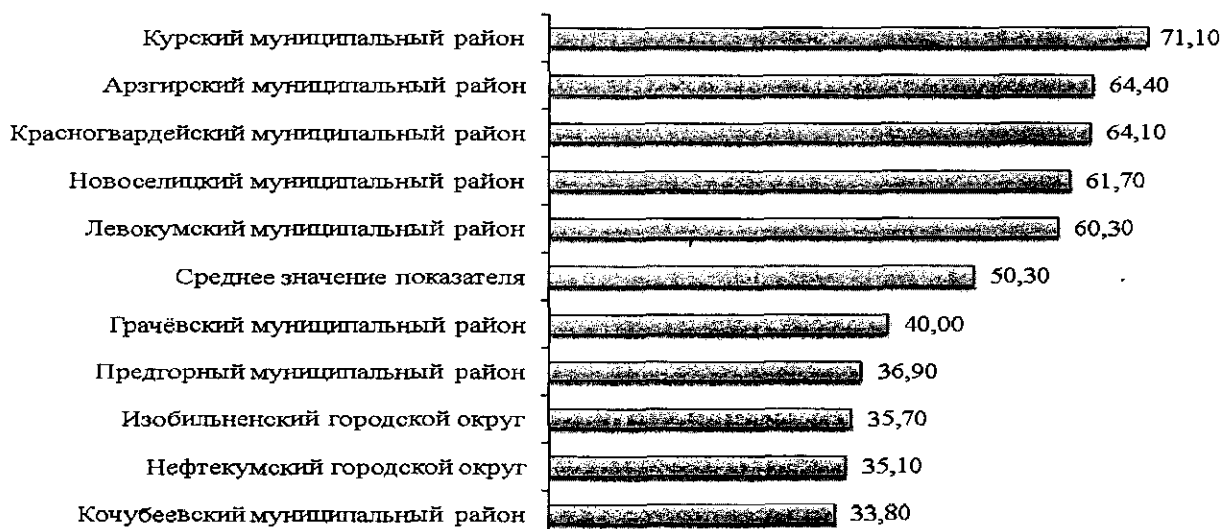 Курский муниципальный район 71,10
Арзгирский муниципальный район 64,40
Красногвардейский муниципальный район 64,10
Новоселицкий муниципальный район 61,70
Левокумский муниципальный район 60,30
Среднее значение показателя 50,30
Грачёвский муниципальный район 40,00
Предгорный муниципальный район 36,90
Изобильненский городской округ 35,70
Нефтекумский городской округ 35,10
Кочубеевский муниципальный район 33,80